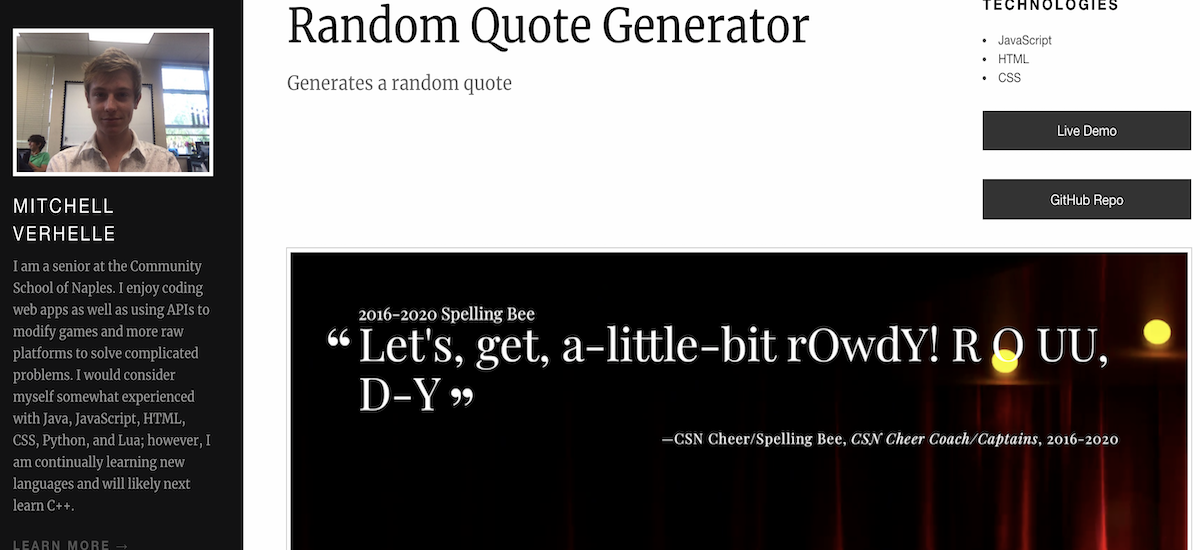 MITCHELL
VERHELLE
I am a senior at the Community
School of Naples. I enjoy coding
web apps as well as using APIs to
modify games and more raw
platforms to solve complicated
problems. I would consider
myself somewhat experienced
with Java, JavaScript, HTML,
CSS, Python, and Lua; however, I
am continually learning new
languages and will likely next
learn C++.
LEARN MORE →
Random Quote Generator
Generates a random quote
TECHNOLOGIES
• JavaScript
• HTML
• CSS
Live Demo
GitHub Repo
2016-2020 Spelling Bee
“ Let's, get, a-little-bit rOwdY! R O UU,
D-Y ”
—CSN Cheer/Spelling Bee, CSN Cheer Coach/Captains, 2016-2020